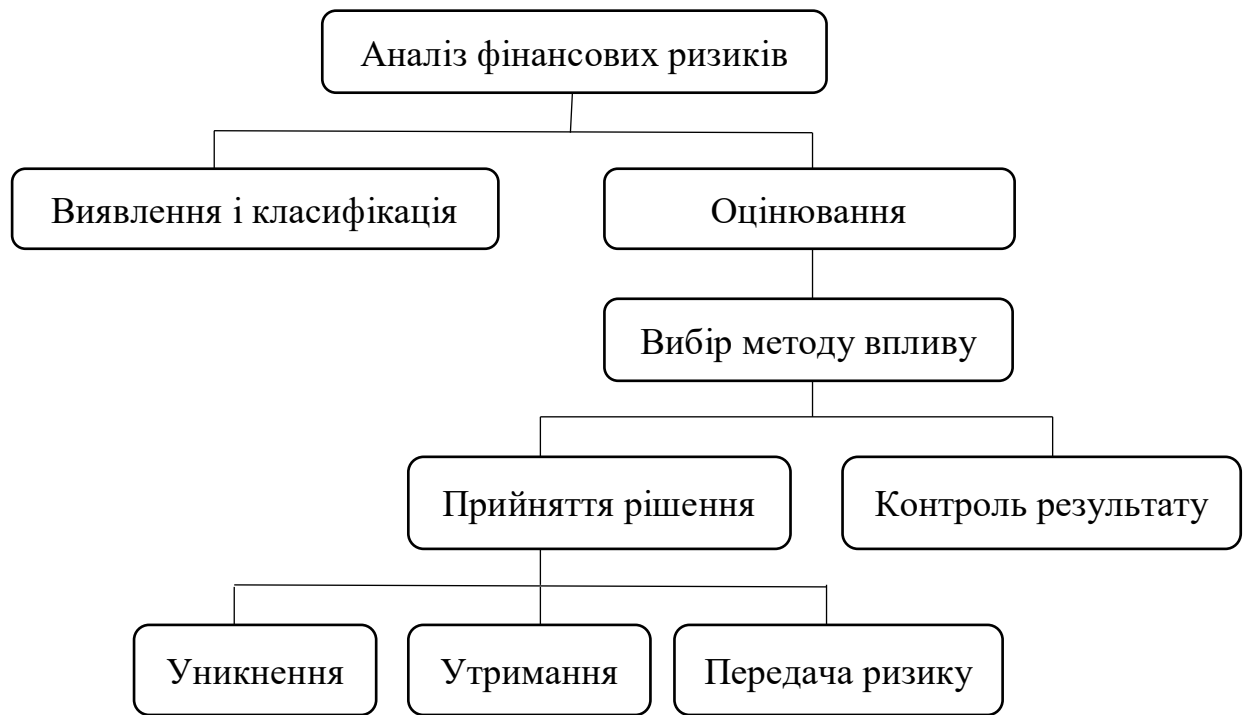 Аналіз фінансових ризиків
Виявлення і класифікація
Оцінювання
Вибір методу впливу
Прийняття рішення
Контроль результату
Уникнення
Утримання
Передача ризику